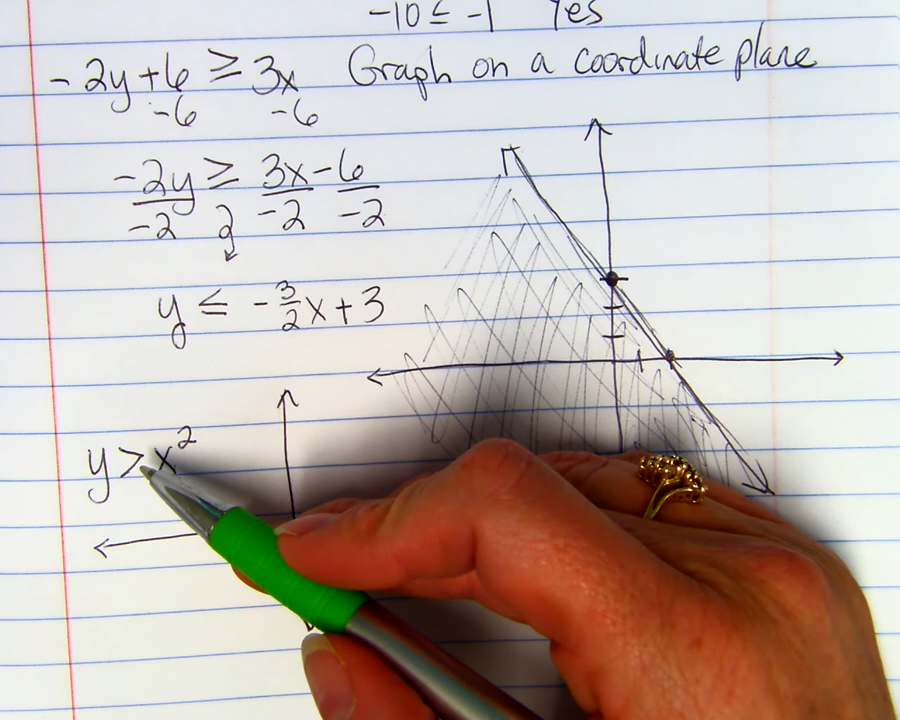 -10 ≤ -1 Yes
-2y+6 ≥ 3x Graph on a coordinate plane
-6 -6
-2y ≥ 3x-6
-2 2 -2 -2
y ≤ -3/2x+3
y > x²